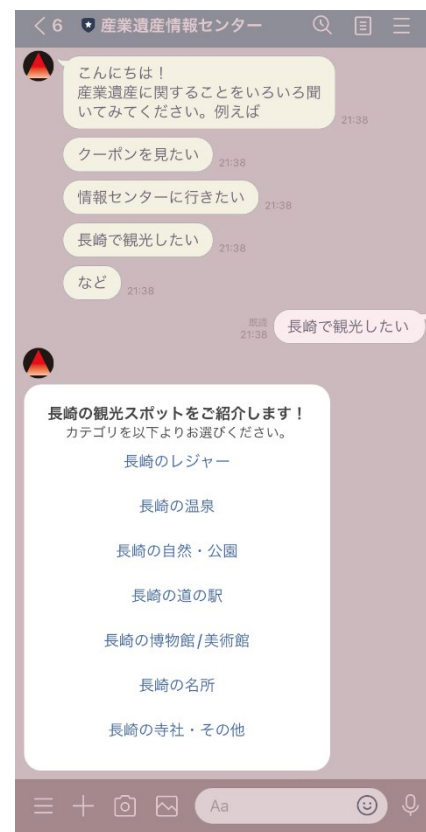 6 産業遺産情報センター
こんにちは！
産業遺産に関することをいろいろ聞
いてみてください。例えば
21:38
クーポンを見たい
21:38
情報センターに行きたい
21:38
長崎で観光したい
21:38
など
21:38
既読
21:38
長崎で観光したい
長崎の観光スポットをご紹介します！
カテゴリを以下よりお選びください。
長崎のレジャー
長崎の温泉
長崎の自然・公園
長崎の道の駅
長崎の博物館/美術館
長崎の名所
長崎の寺社・その他
Aa